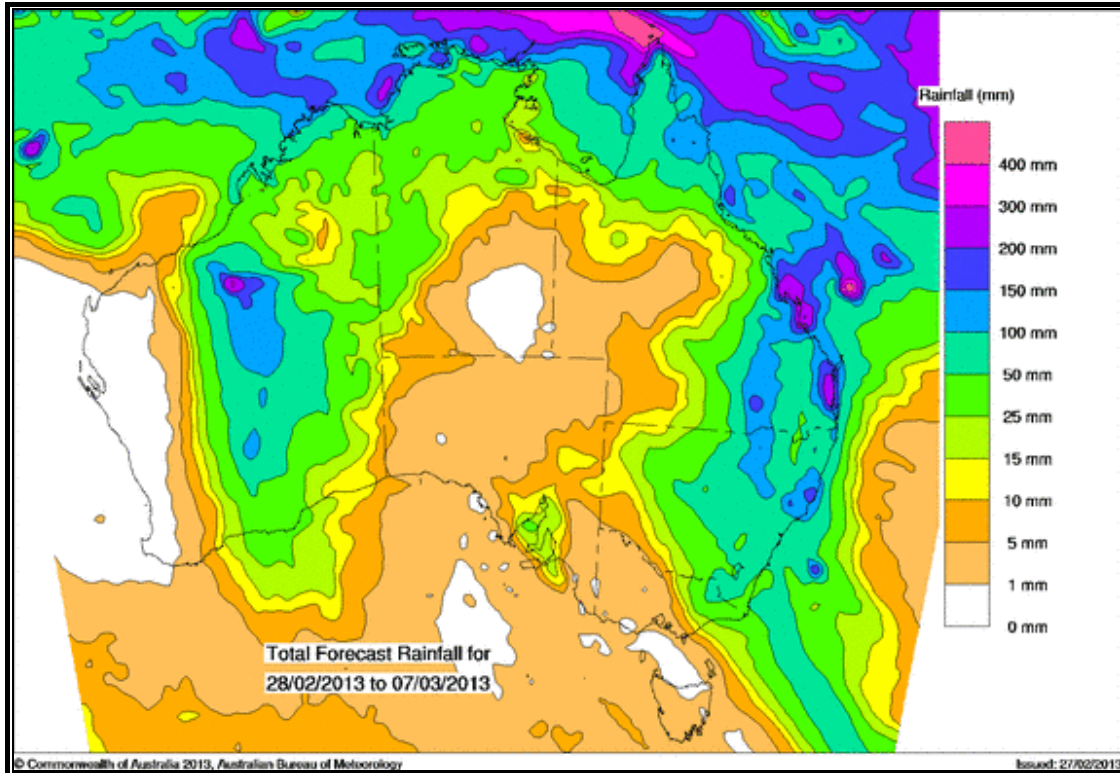 Rainfall (mm)
400 mm
300 mm
200 mm
150 mm
100 mm
50 mm
25 mm
15 mm
10 mm
5 mm
1 mm
0 mm
Total Forecast Rainfall for
28/02/2013 to 07/03/2013
© Commonwealth of Australia 2013, Australian Bureau of Meteorology
Issued: 27/02/2013